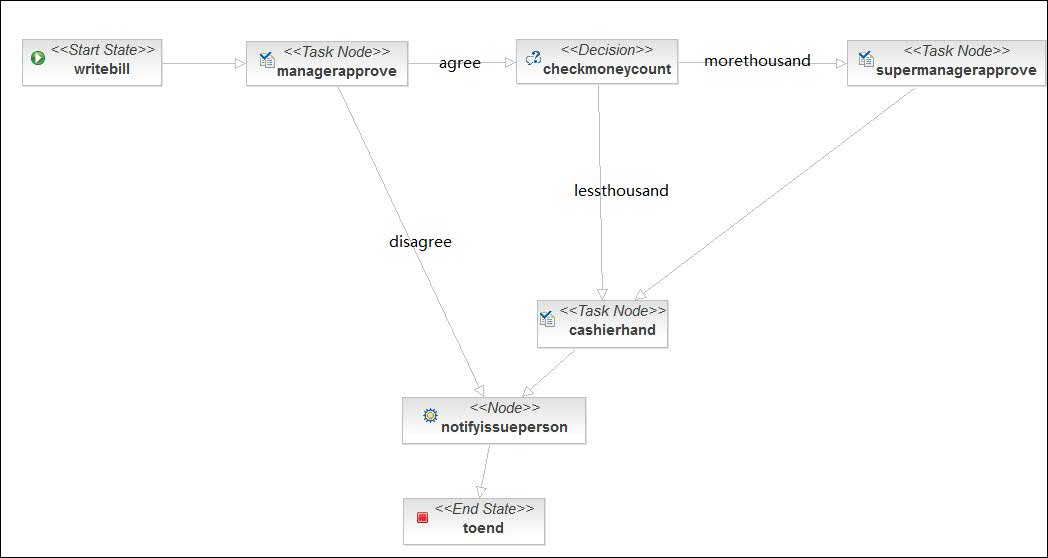 <<Start State>>
writebill
<<Task Node>>
managerapprove
agree
<<Decision>>
checkmoneycount
morethousand
<<Task Node>>
supermanagerapprove
lessthousand
disagree
<<Task Node>>
cashierhand
<<Node>>
notifyissueperson
<<End State>>
toend